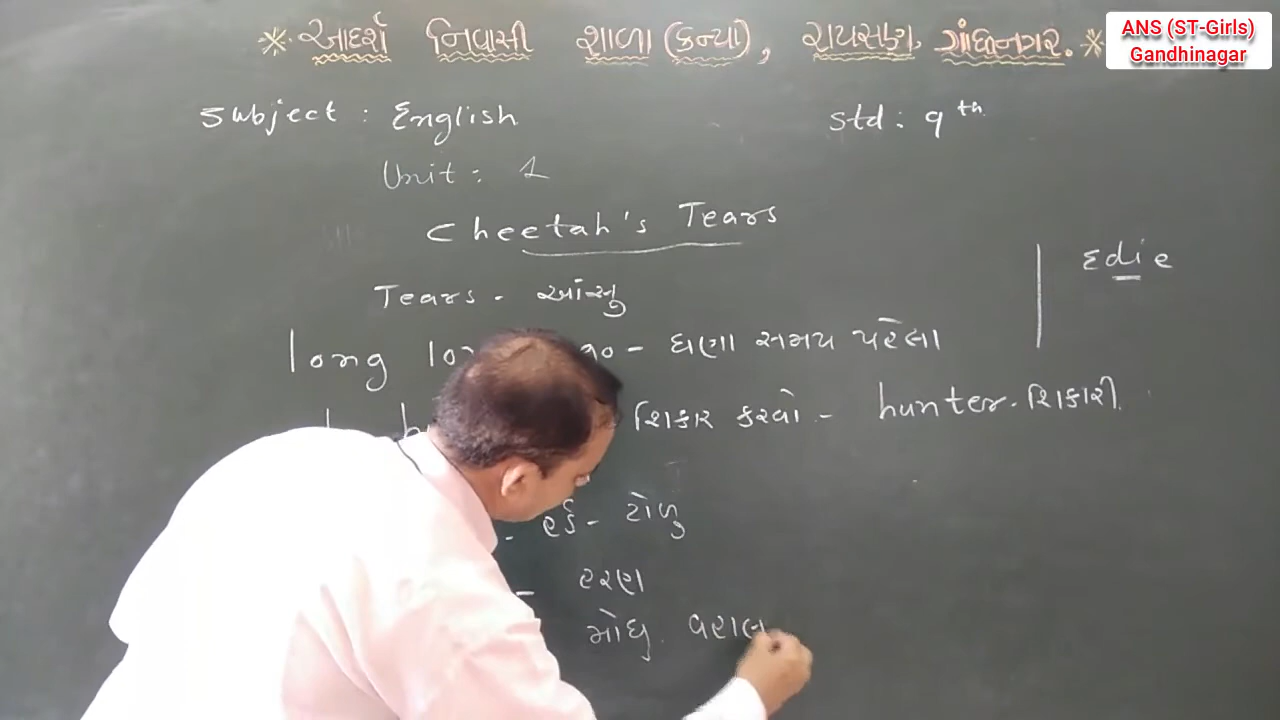 * આદર્શ નિવાસી શાળા (કન્યા), રાયસણ, ગાંધીનગર. *
ANS (ST-Girls)
Gandhinagar
Subject : English
Std : 9th
Unit : 1
Cheetah's Tears
Edie
Tears - આંસુ
long - ઘણા સમય પહેલા
શિકાર કરવો - hunter - શિકારી.
હર્ડ - ટોળુ
- હરણ
મોંઘુ.